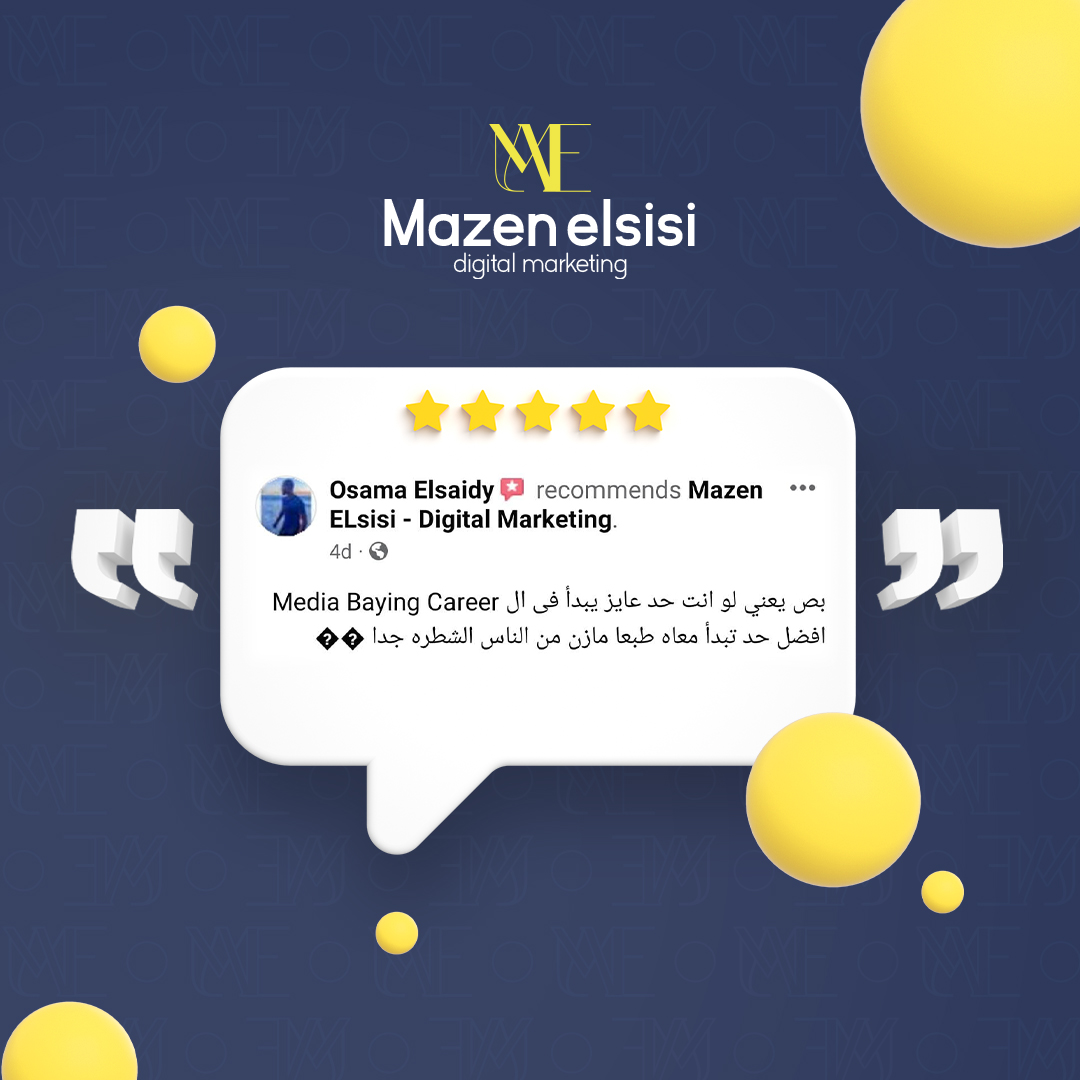 ME
Mazen elsisi
digital marketing
Osama Elsaidy recommends Mazen
ELsisi - Digital Marketing.
4d ·
بص يعني لو انت حد عايز يبدأ فى ال Media Baying Career
افضل حد تبدأ معاه طبعا مازن من الناس الشطره جدا ��